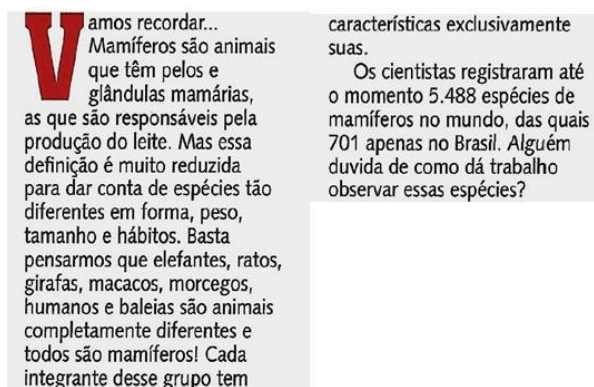 Vamos recordar...
Mamíferos são animais
que têm pelos e
glândulas mamárias,
as que são responsáveis pela
produção do leite. Mas essa
definição é muito reduzida
para dar conta de espécies tão
diferentes em forma, peso,
tamanho e hábitos. Basta
pensarmos que elefantes, ratos,
girafas, macacos, morcegos,
humanos e baleias são animais
completamente diferentes e
todos são mamíferos! Cada
integrante desse grupo tem
características exclusivamente
suas.
Os cientistas registraram até
o momento 5.488 espécies de
mamíferos no mundo, das quais
701 apenas no Brasil. Alguém
duvida de como dá trabalho
observar essas espécies?